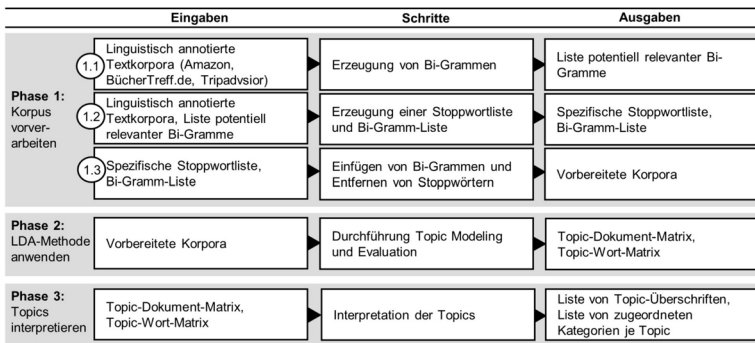 Eingaben
Schritte
Ausgaben
Phase 1:
Korpus
vorver-
arbeiten
1.1
Linguistisch annotierte
Textkorpora (Amazon,
BücherTreff.de, Tripadvsior)
Erzeugung von Bi-Grammen
Liste potentiell relevanter Bi-
Gramme
1.2
Linguistisch annotierte
Textkorpora, Liste potentiell
relevanter Bi-Gramme
Erzeugung einer Stoppwortliste
und Bi-Gramm-Liste
Spezifische Stoppwortliste,
Bi-Gramm-Liste
1.3
Spezifische Stoppwortliste,
Bi-Gramm-Liste
Einfügen von Bi-Grammen und
Entfernen von Stoppwörtern
Vorbereitete Korpora
Phase 2:
LDA-Methode
anwenden
Vorbereitete Korpora
Durchführung Topic Modeling
und Evaluation
Topic-Dokument-Matrix,
Topic-Wort-Matrix
Phase 3:
Topics
interpretieren
Topic-Dokument-Matrix,
Topic-Wort-Matrix
Interpretation der Topics
Liste von Topic-Überschriften,
Liste von zugeordneten
Kategorien je Topic